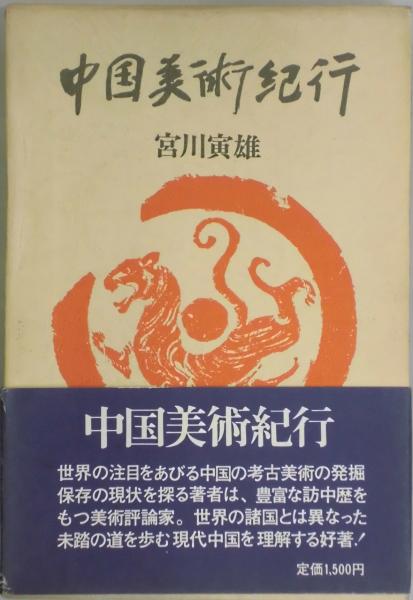 中国美術紀行
宮川寅雄
中国美術紀行
世界の注目をあびる中国の考古美術の発掘
保存の現状を探る著者は、豊富な訪中歴を
もつ美術評論家。世界の諸国とは異なった
未踏の道を歩む現代中国を理解する好著!
定価1,500円